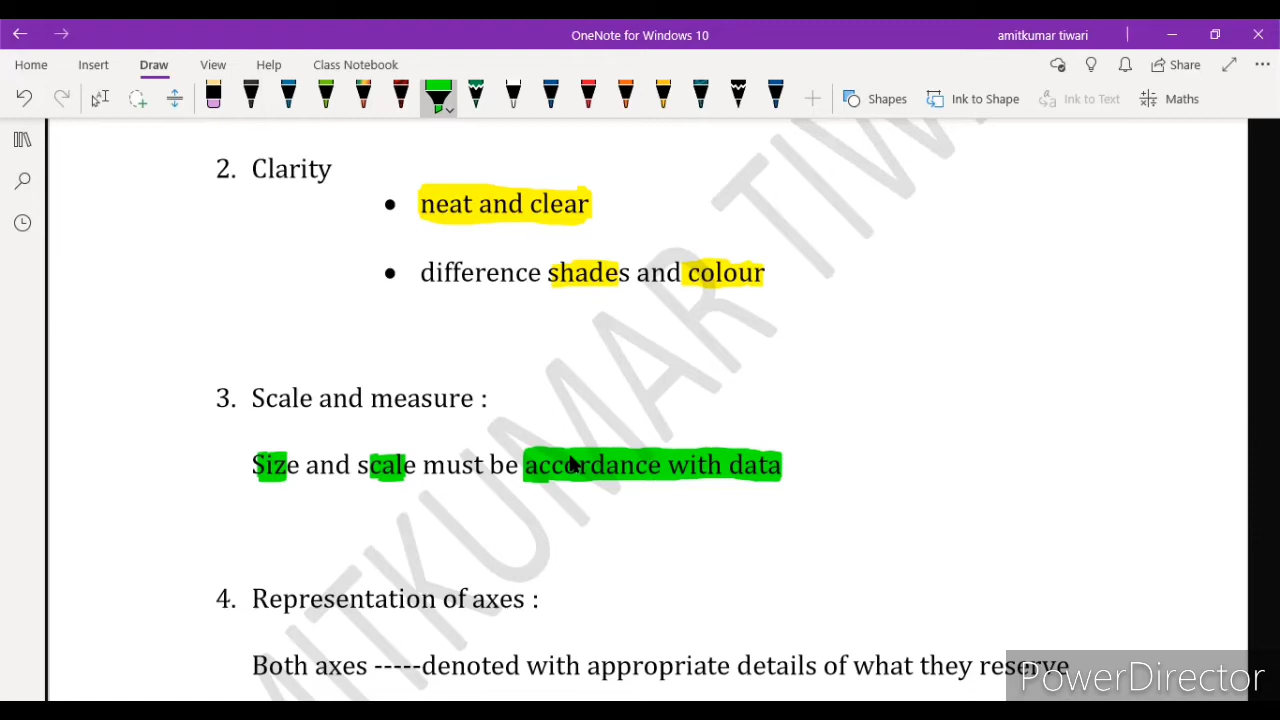 OneNote for Windows 10
amitkumar tiwari
Home Insert Draw View Help Class Notebook
Share
Shapes Ink to Shape Ink to Text Maths
2. Clarity
• neat and clear
• difference shades and colour
3. Scale and measure :
Size and scale must be accordance with data
4. Representation of axes :
Both axes -----denoted with appropriate details of what they reserve
PowerDirector
MITKUMAR TIW